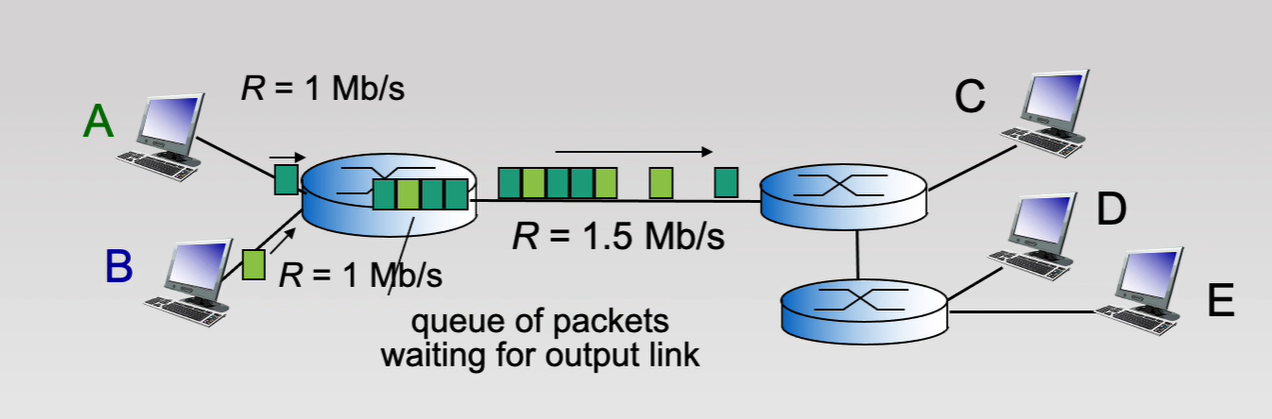 R = 1 Mb/s
A
B
R = 1 Mb/s
queue of packets
waiting for output link
R = 1.5 Mb/s
C
D
E